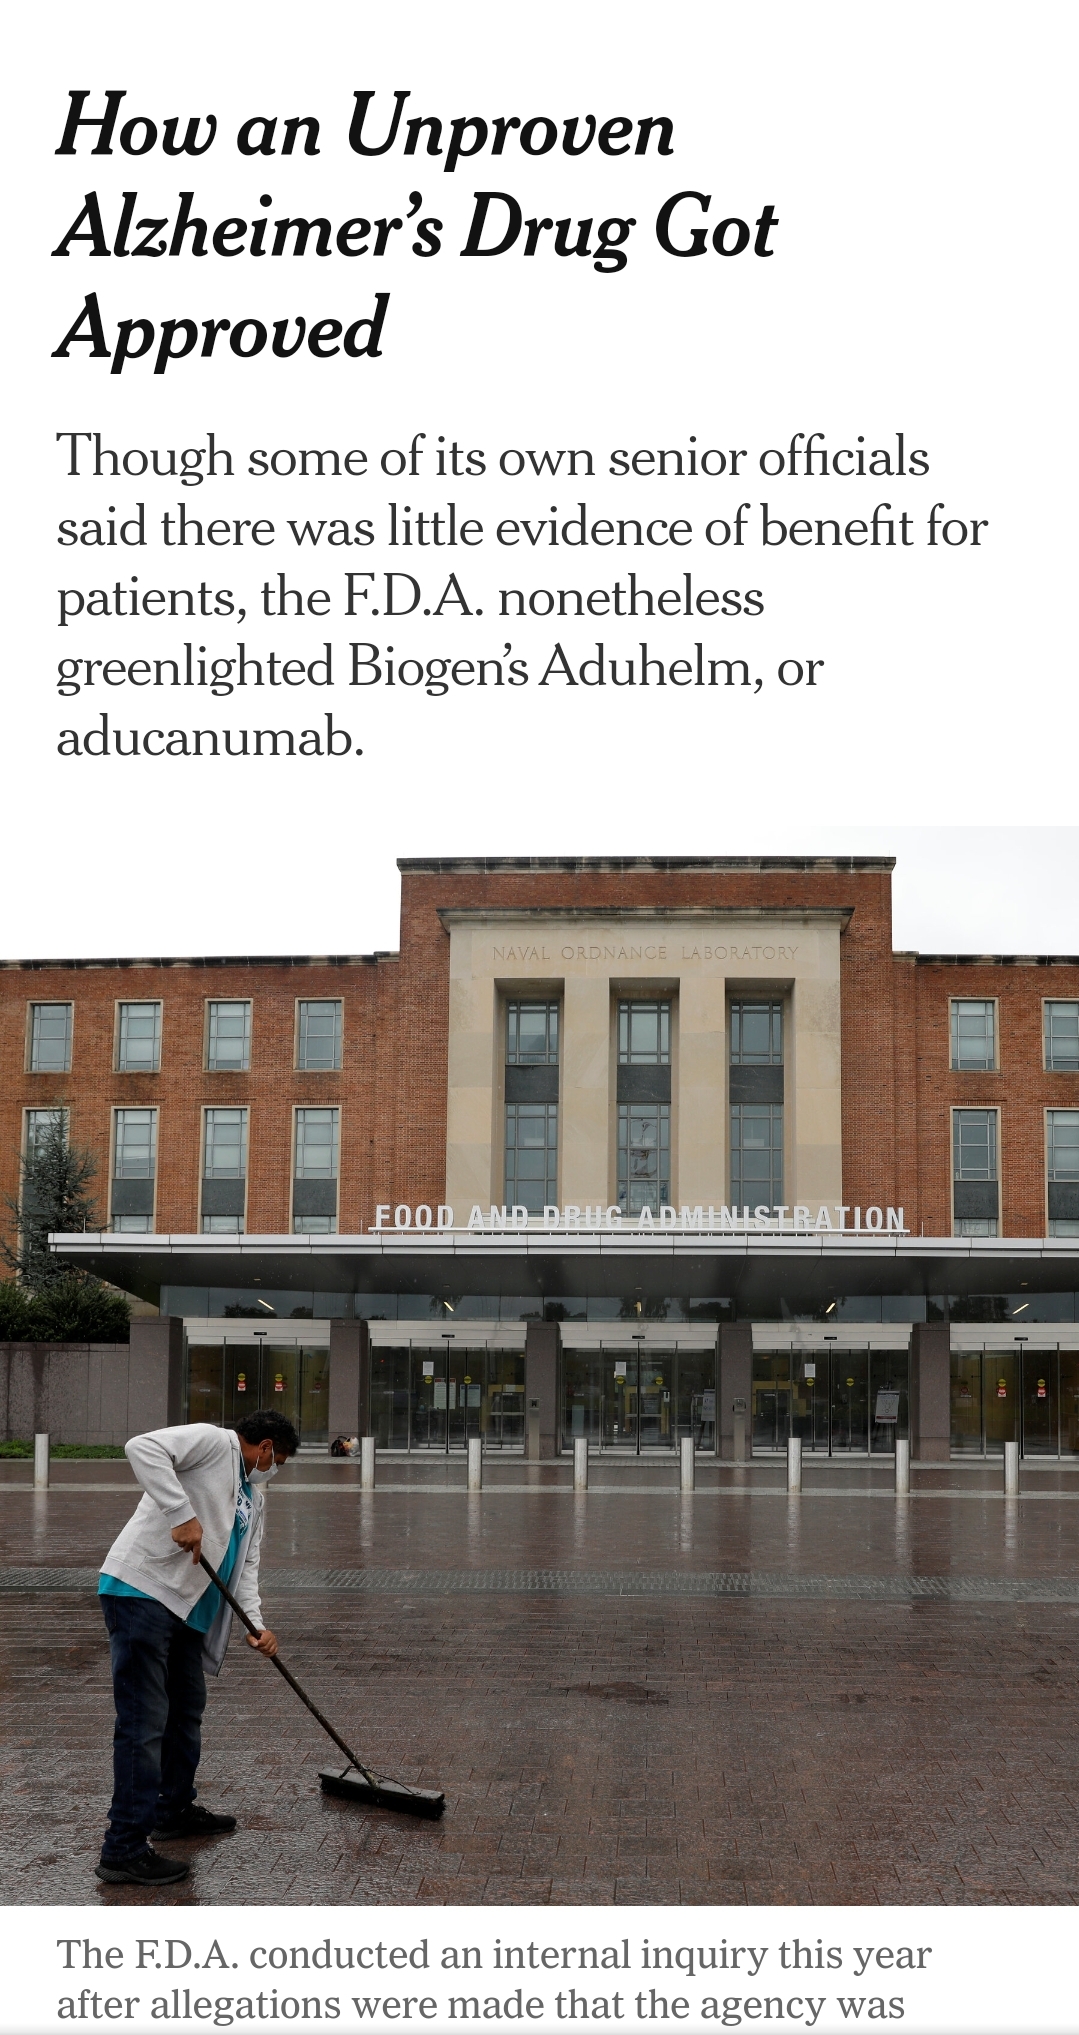 How an Unproven
Alzheimer’s Drug Got
Approved
Though some of its own senior officials
said there was little evidence of benefit for
patients, the F.D.A. nonetheless
greenlighted Biogen’s Aduhelm, or
aducanumab.
NAVAL ORDNANCE LABORATORY
FOOD AND DRUG ADMINISTRATION
The F.D.A. conducted an internal inquiry this year
after allegations were made that the agency was